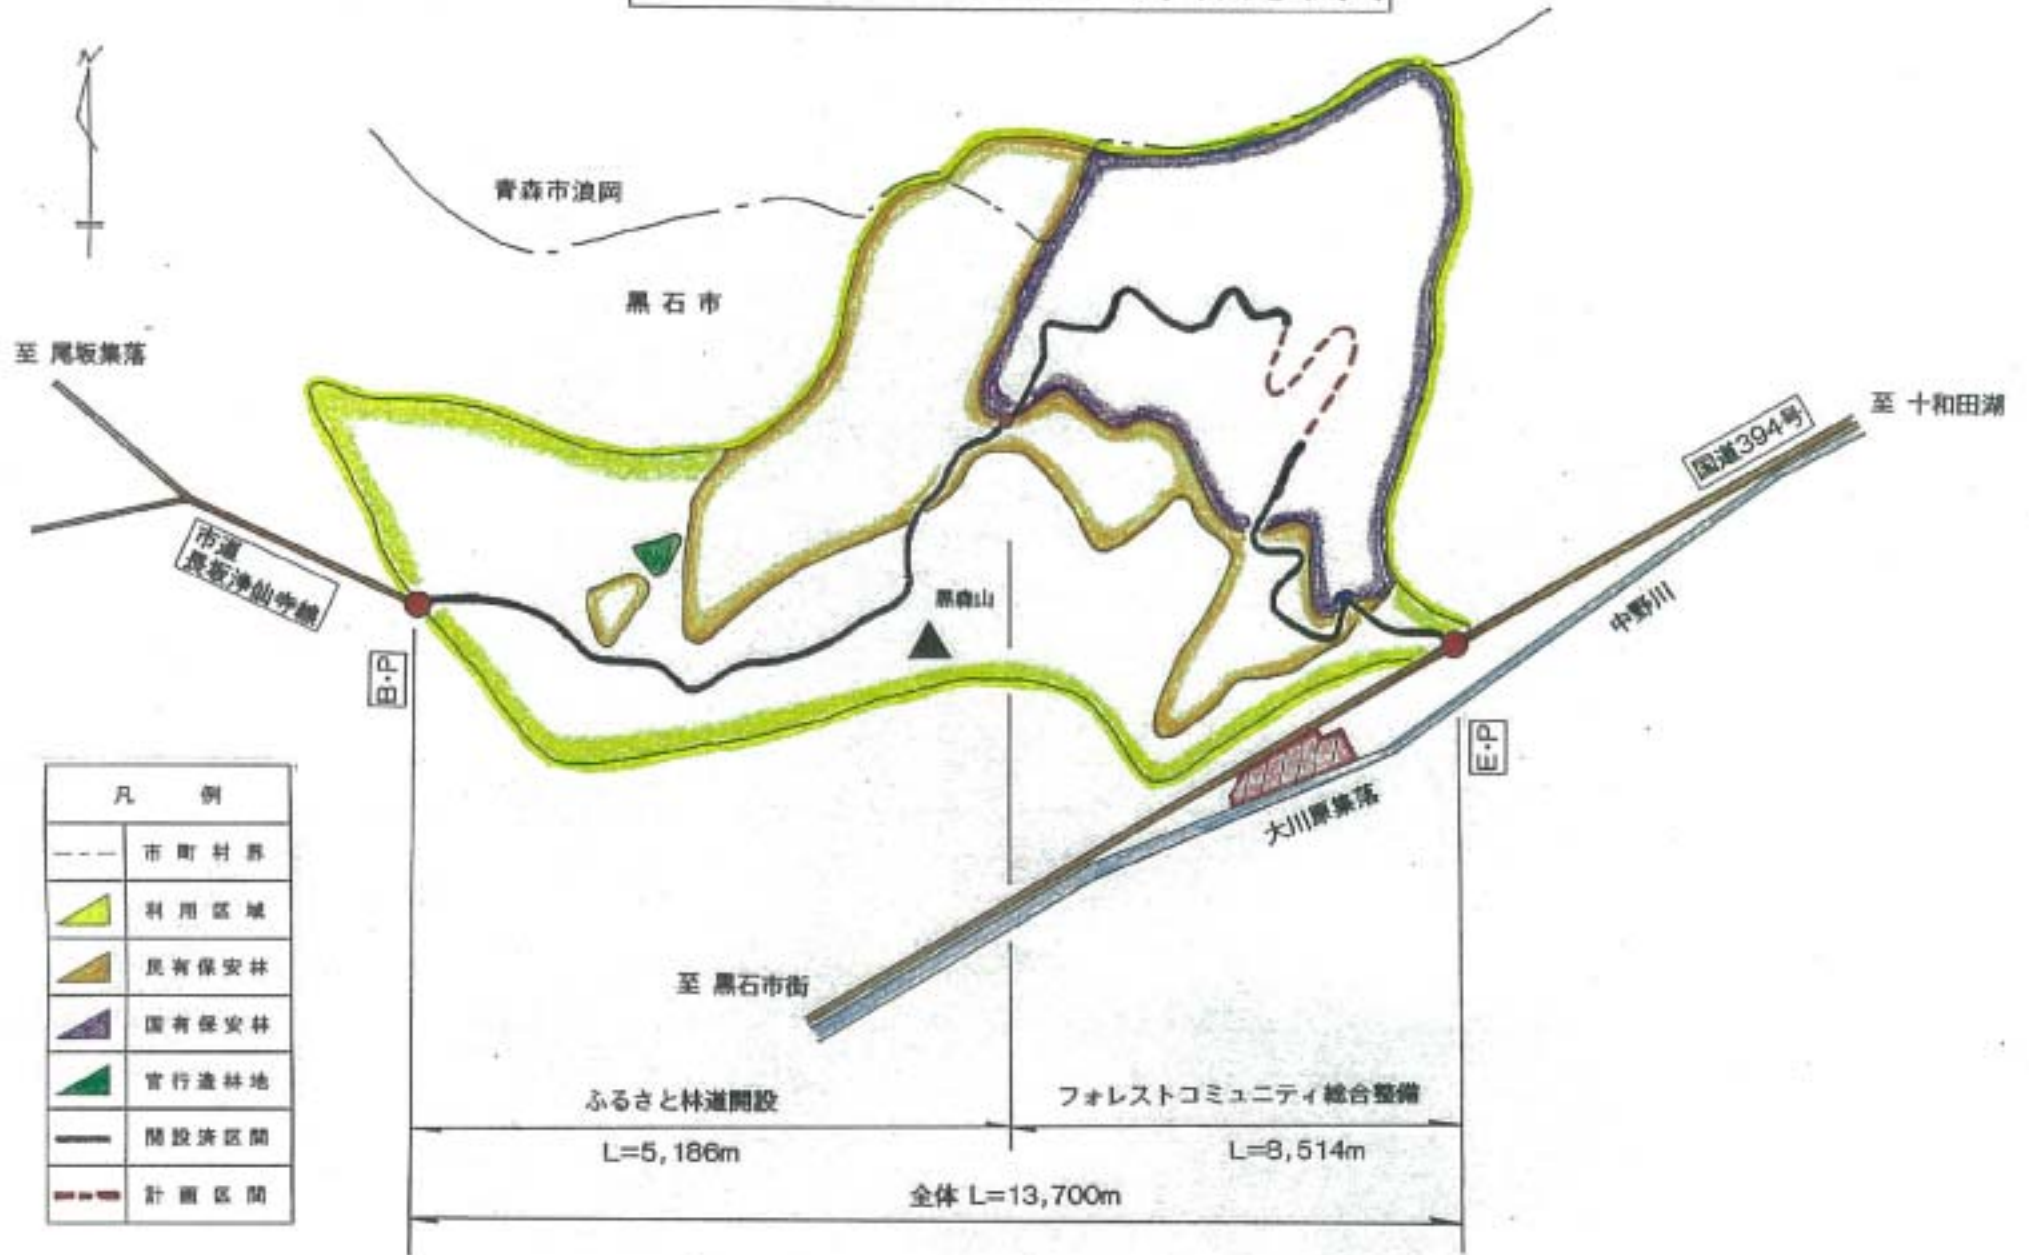 N
青森市浪岡
黒石市
至 尾坂集落
至 十和田湖
国道394号
市道
長坂浄仙寺線
黒森山
中野川
B・P
E・P
大川原集落
凡 例
市町村界
利用区域
民有保安林
国有保安林
官行造林地
開設済区間
計画区間
至 黒石市街
ふるさと林道開設
フォレストコミュニティ総合整備
L=5,186m
L=8,514m
全体 L=13,700m